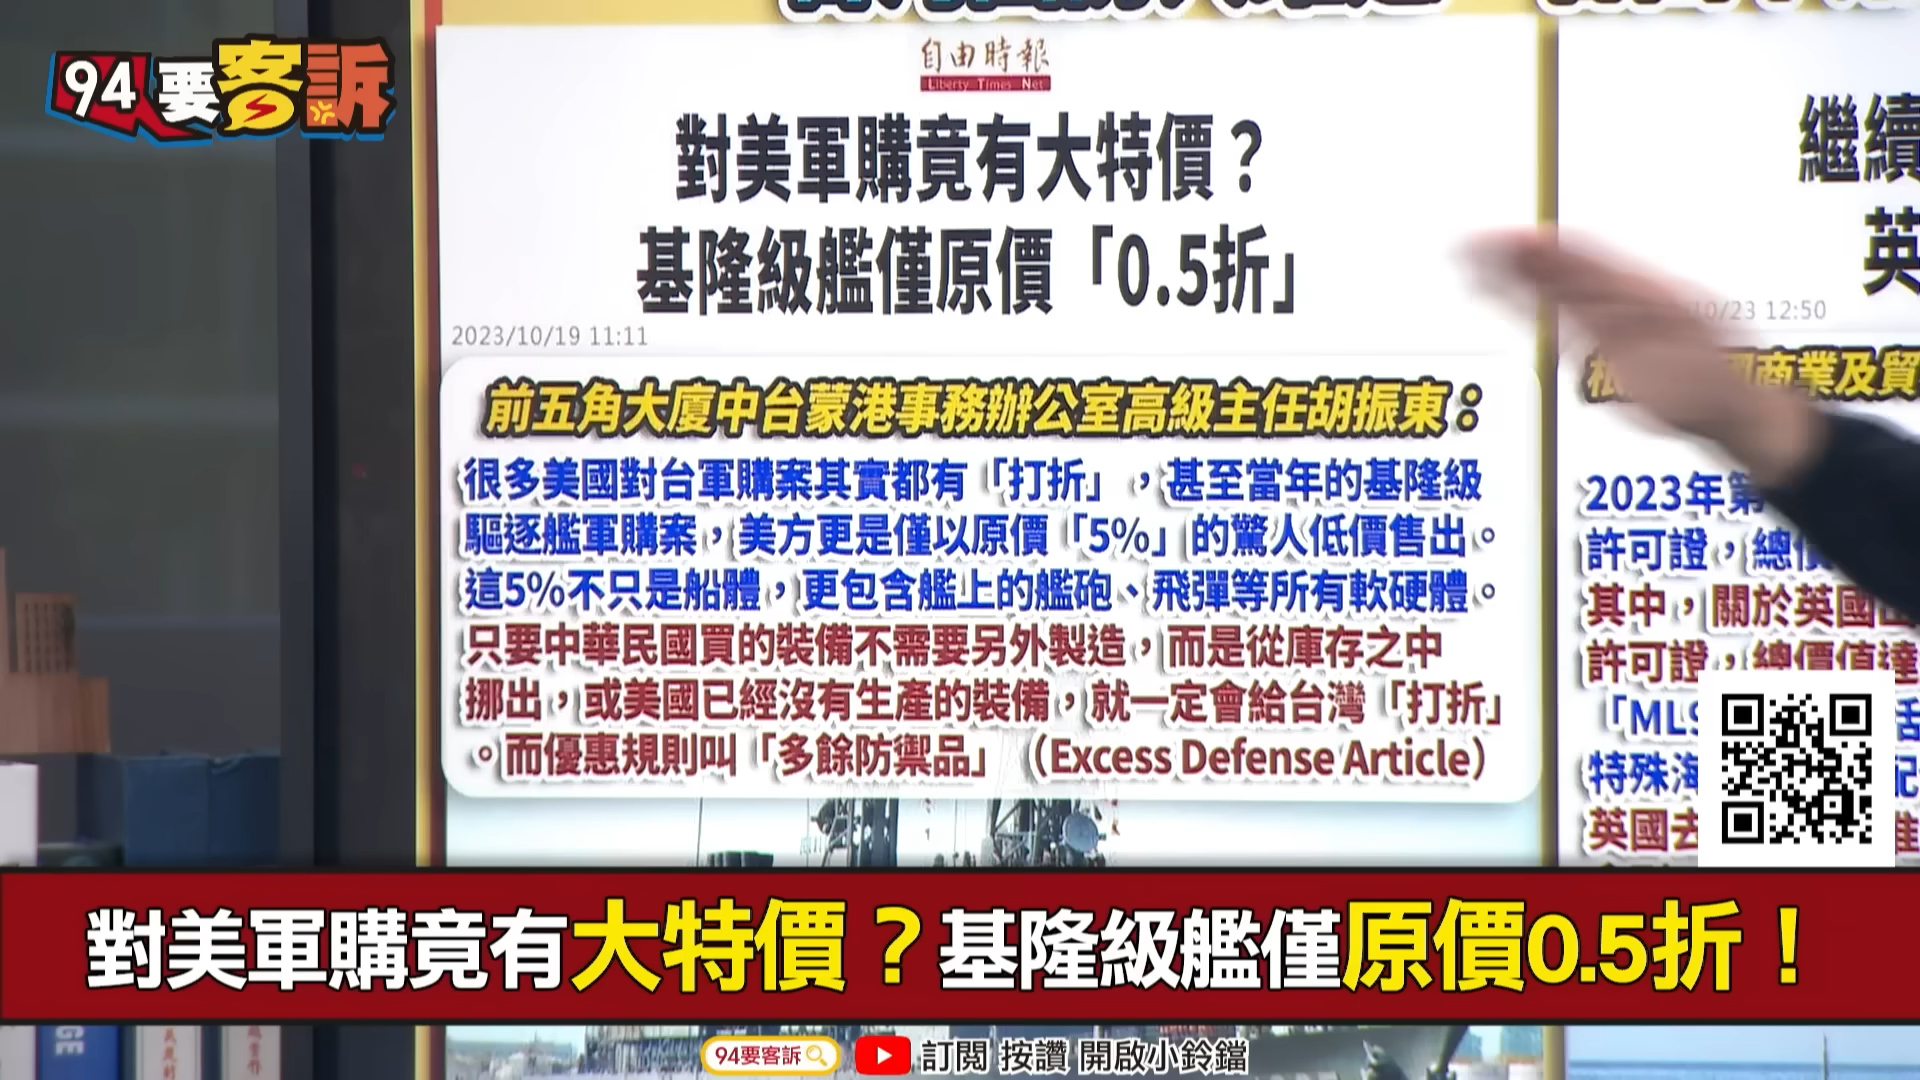 94要客訴
自由時報
Liberty Times Net
對美軍購竟有大特價？
基隆級艦僅原價「0.5折」
2023/10/19 11:11
前五角大廈中台蒙港事務辦公室高級主任胡振東：
很多美國對台軍購案其實都有「打折」，甚至當年的基隆級
驅逐艦軍購案，美方更是僅以原價「5%」的驚人低價售出。
這5%不只是船體，更包含艦上的艦砲、飛彈等所有軟硬體。
只要中華民國買的裝備不需要另外製造，而是從庫存之中
挪出，或美國已經沒有生產的裝備，就一定會給台灣「打折」
。而優惠規則叫「多餘防禦品」（Excess Defense Article）
繼續
英
10/23 12:50
商業及貿
2023年第
許可證，總價
其中，關於英國
許可證，總價值達
「MLS
特殊海
英國去
對美軍購竟有大特價？基隆級艦僅原價0.5折！
94要客訴
訂閱 按讚 開啟小鈴鐺